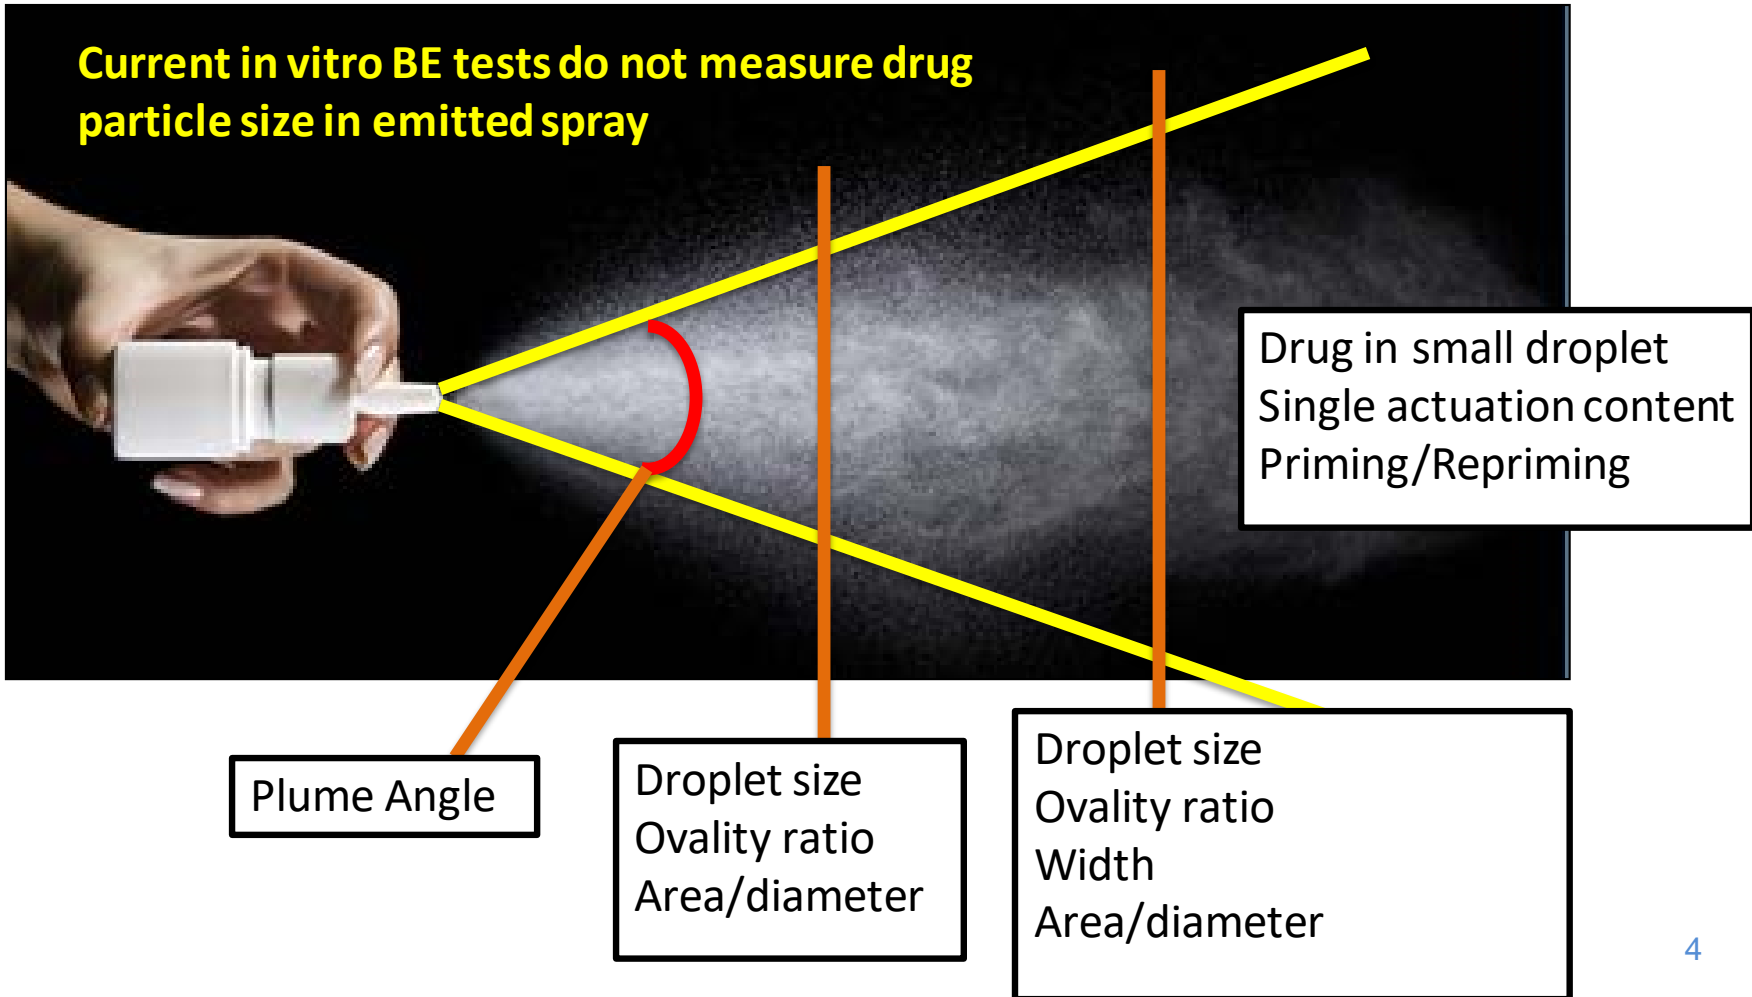 Current in vitro BE tests do not measure drug
particle size in emitted spray
Drug in small droplet
Single actuation content
Priming/Repriming
Plume Angle
Droplet size
Ovality ratio
Area/diameter
Droplet size
Ovality ratio
Width
Area/diameter
4